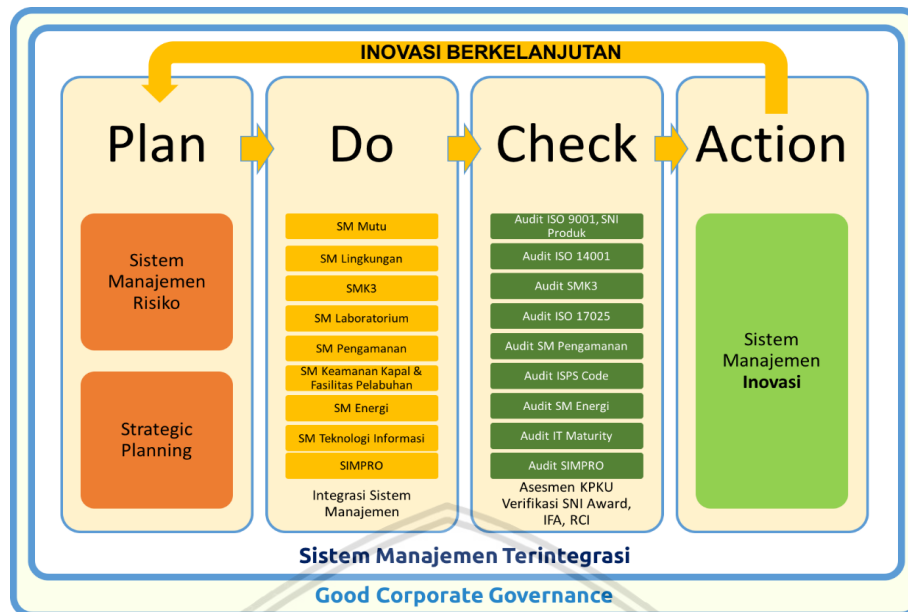 INOVASI BERKELANJUTAN
Plan
Do
Check
Action
Sistem
Manajemen
Risiko
Strategic
Planning
SM Mutu
SM Lingkungan
SMK3
SM Laboratorium
SM Pengamanan
SM Keamanan Kapal &
Fasilitas Pelabuhan
SM Energi
SM Teknologi Informasi
SIMPRO
Integrasi Sistem
Manajemen
Audit ISO 9001, SNI
Produk
Audit ISO 14001
Audit SMK3
Audit ISO 17025
Audit SM Pengamanan
Audit ISPS Code
Audit SM Energi
Audit IT Maturity
Audit SIMPRO
Asesmen KPKU
Verifikasi SNI Award,
IFA, RCI
Sistem
Manajemen
Inovasi
Sistem Manajemen Terintegrasi
Good Corporate Governance